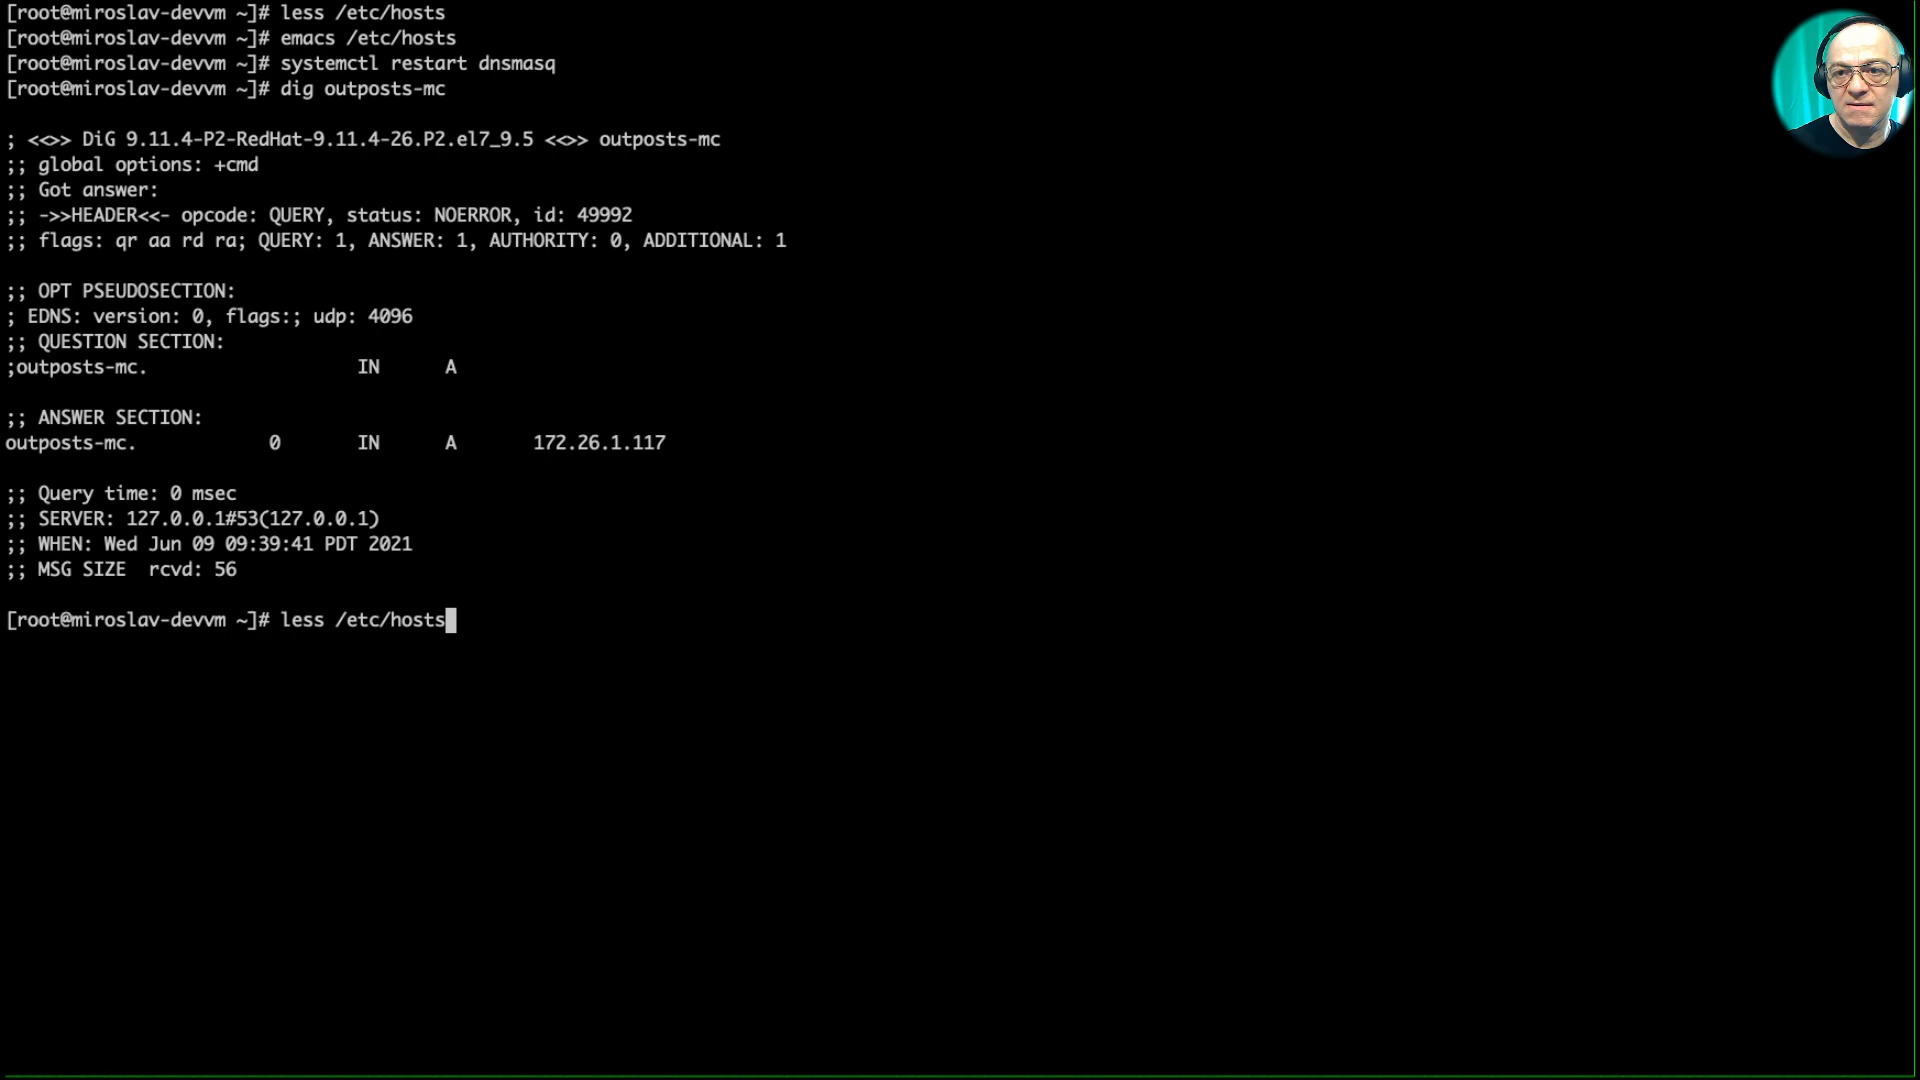 [root@miroslav-devvm ~]# less /etc/hosts
[root@miroslav-devvm ~]# emacs /etc/hosts
[root@miroslav-devvm ~]# systemctl restart dnsmasq
[root@miroslav-devvm ~]# dig outposts-mc
; <<>> DiG 9.11.4-P2-RedHat-9.11.4-26.P2.el7_9.5 <<>> outposts-mc
;; global options: +cmd
;; Got answer:
;; ->>HEADER<<- opcode: QUERY, status: NOERROR, id: 49992
;; flags: qr aa rd ra; QUERY: 1, ANSWER: 1, AUTHORITY: 0, ADDITIONAL: 1
;; OPT PSEUDOSECTION:
; EDNS: version: 0, flags:; udp: 4096
;; QUESTION SECTION:
;outposts-mc. IN A
;; ANSWER SECTION:
outposts-mc. 0 IN A 172.26.1.117
;; Query time: 0 msec
;; SERVER: 127.0.0.1#53(127.0.0.1)
;; WHEN: Wed Jun 09 09:39:41 PDT 2021
;; MSG SIZE  rcvd: 56
[root@miroslav-devvm ~]# less /etc/hosts